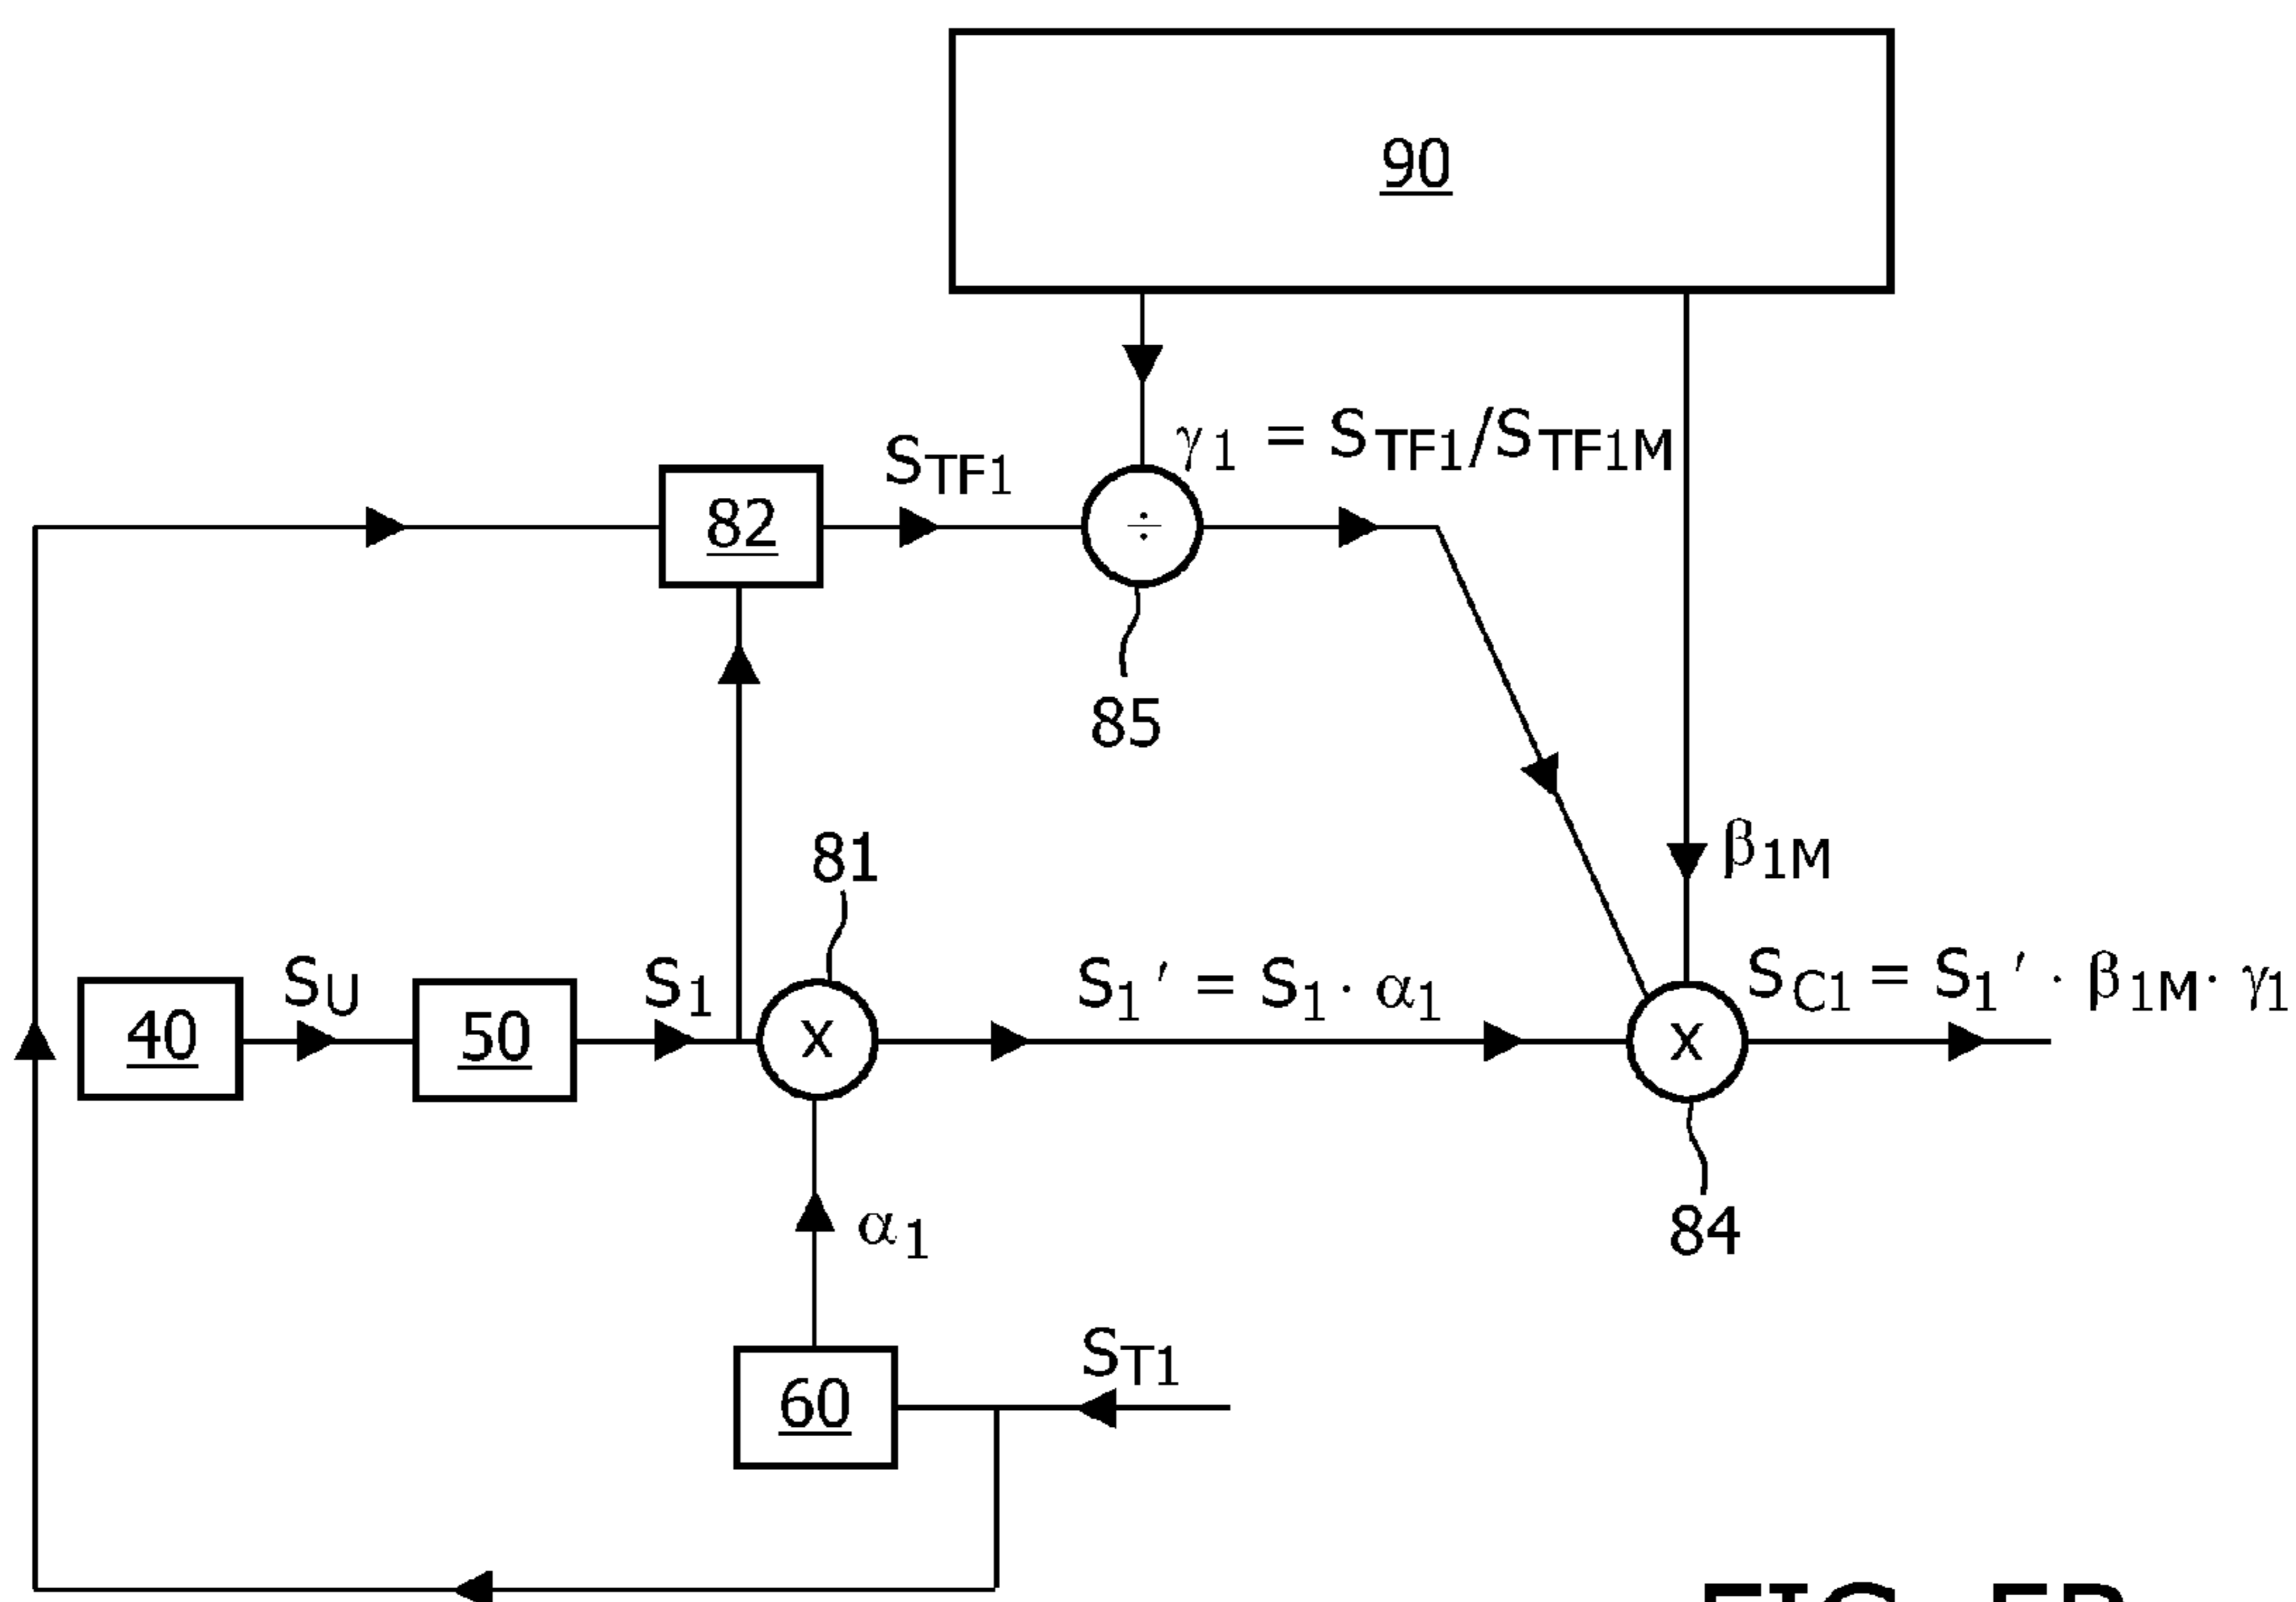 90
γ1 = STF1/STF1M
STF1
÷
82
85
β1M
81
SU
S1
S1′ = S1 · α1
SC1 = S1′ · β1M · γ1
40
50
x
x
α1
84
ST1
60